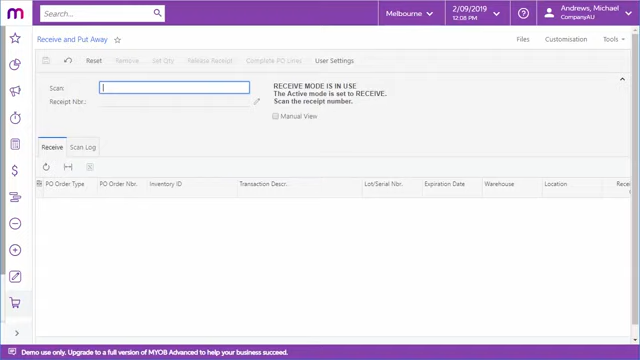 Search...
Melbourne
2/09/2019
12:08 PM
Andrews, Michael
CompanyAU
Receive and Put Away
Files
Customisation
Tools
Reset
Remove
Set Qty
Release Receipt
Complete PO Lines
User Settings
Scan:
Receipt Nbr.:
RECEIVE MODE IS IN USE
The Active mode is set to RECEIVE.
Scan the receipt number.
Manual View
Receive
Scan Log
PO Order Type
PO Order Nbr.
Inventory ID
Transaction Descr.
Lot/Serial Nbr.
Expiration Date
Warehouse
Location
Demo use only. Upgrade to a full version of MYOB Advanced to help your business succeed.